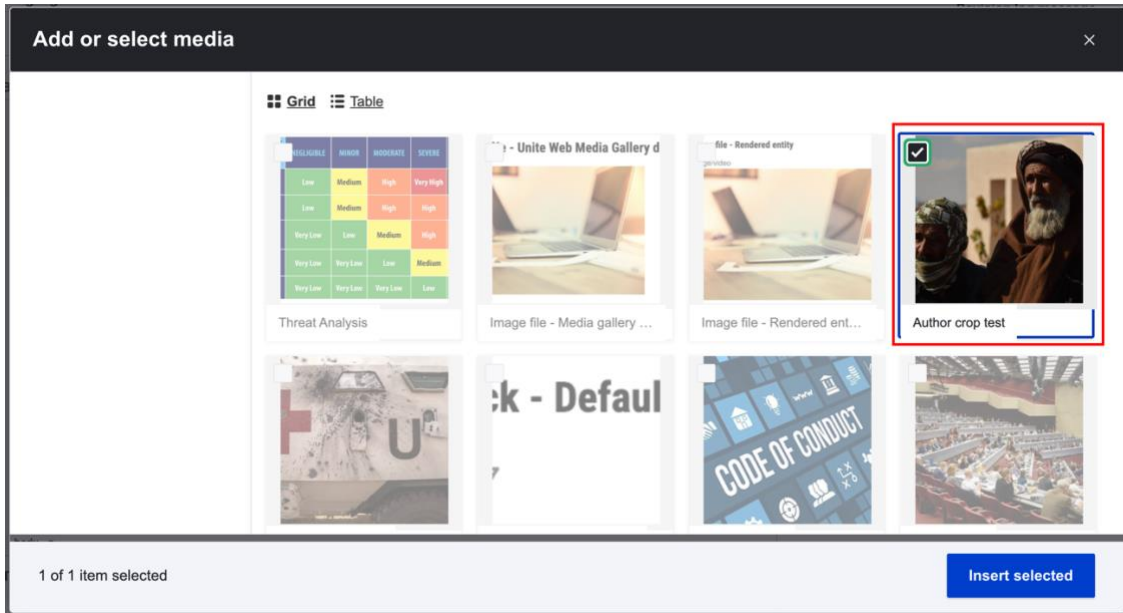 Add or select media
×
Grid Table
NEGLIGIBLE MINOR MODERATE SEVERE
Low Medium High Very High
Low Medium High High
Very Low Low Medium High
Very Low Very Low Low Medium
Very Low Very Low Very Low Low
- Unite Web Media Gallery d
file - Rendered entity
Threat Analysis
Image file - Media gallery ...
Image file - Rendered ent...
Author crop test
U
ck - Defaul
CODE OF CONDUCT
1 of 1 item selected
Insert selected